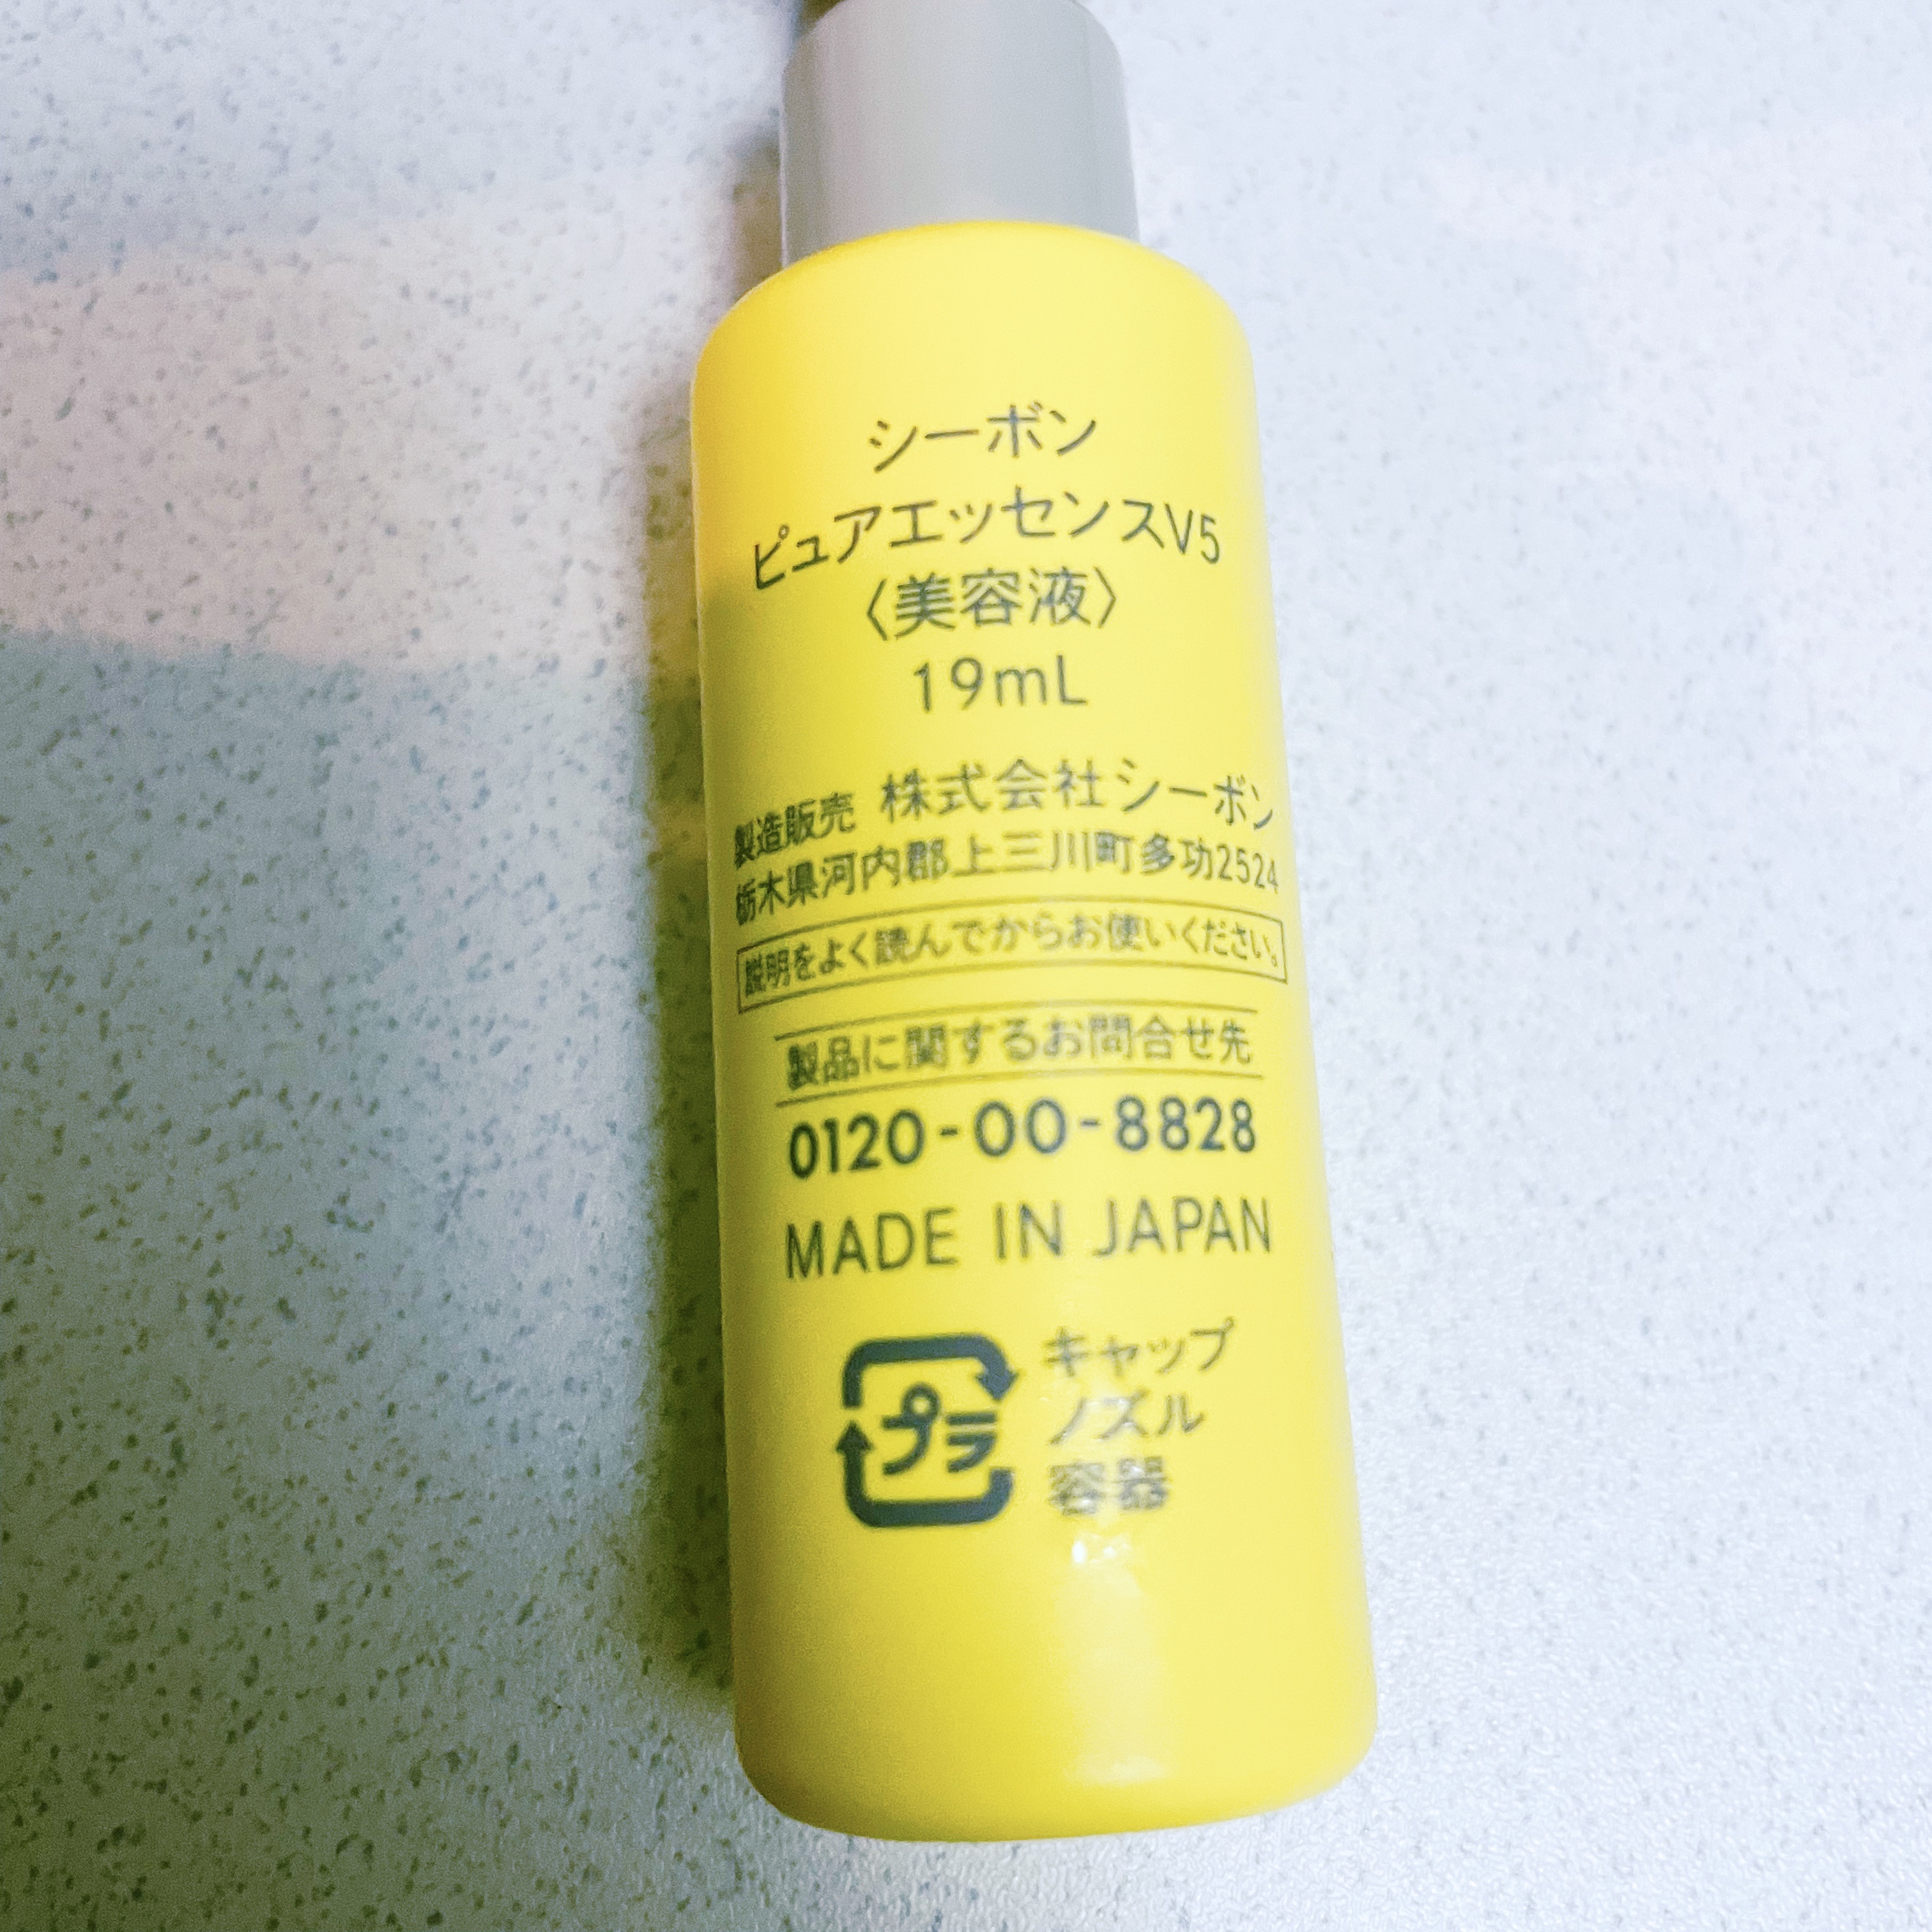 シーボン
ピュアエッセンスV5
〈美容液〉
19mL
製造販売 株式会社シーボン
栃木県河内郡上三川町多功2524
説明をよく読んでからお使いください。
製品に関するお問合せ先
0120-00-8828
MADE IN JAPAN
プラ
キャップ
ノズル
容器